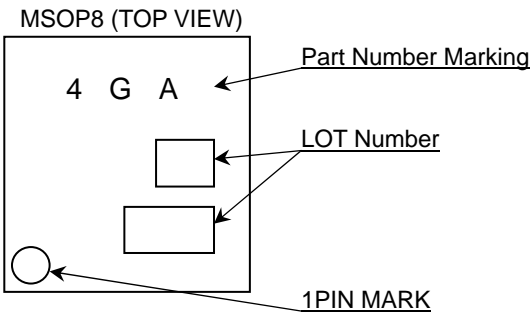 MSOP8 (TOP VIEW)
Part Number Marking
4 G A
LOT Number
1PIN MARK